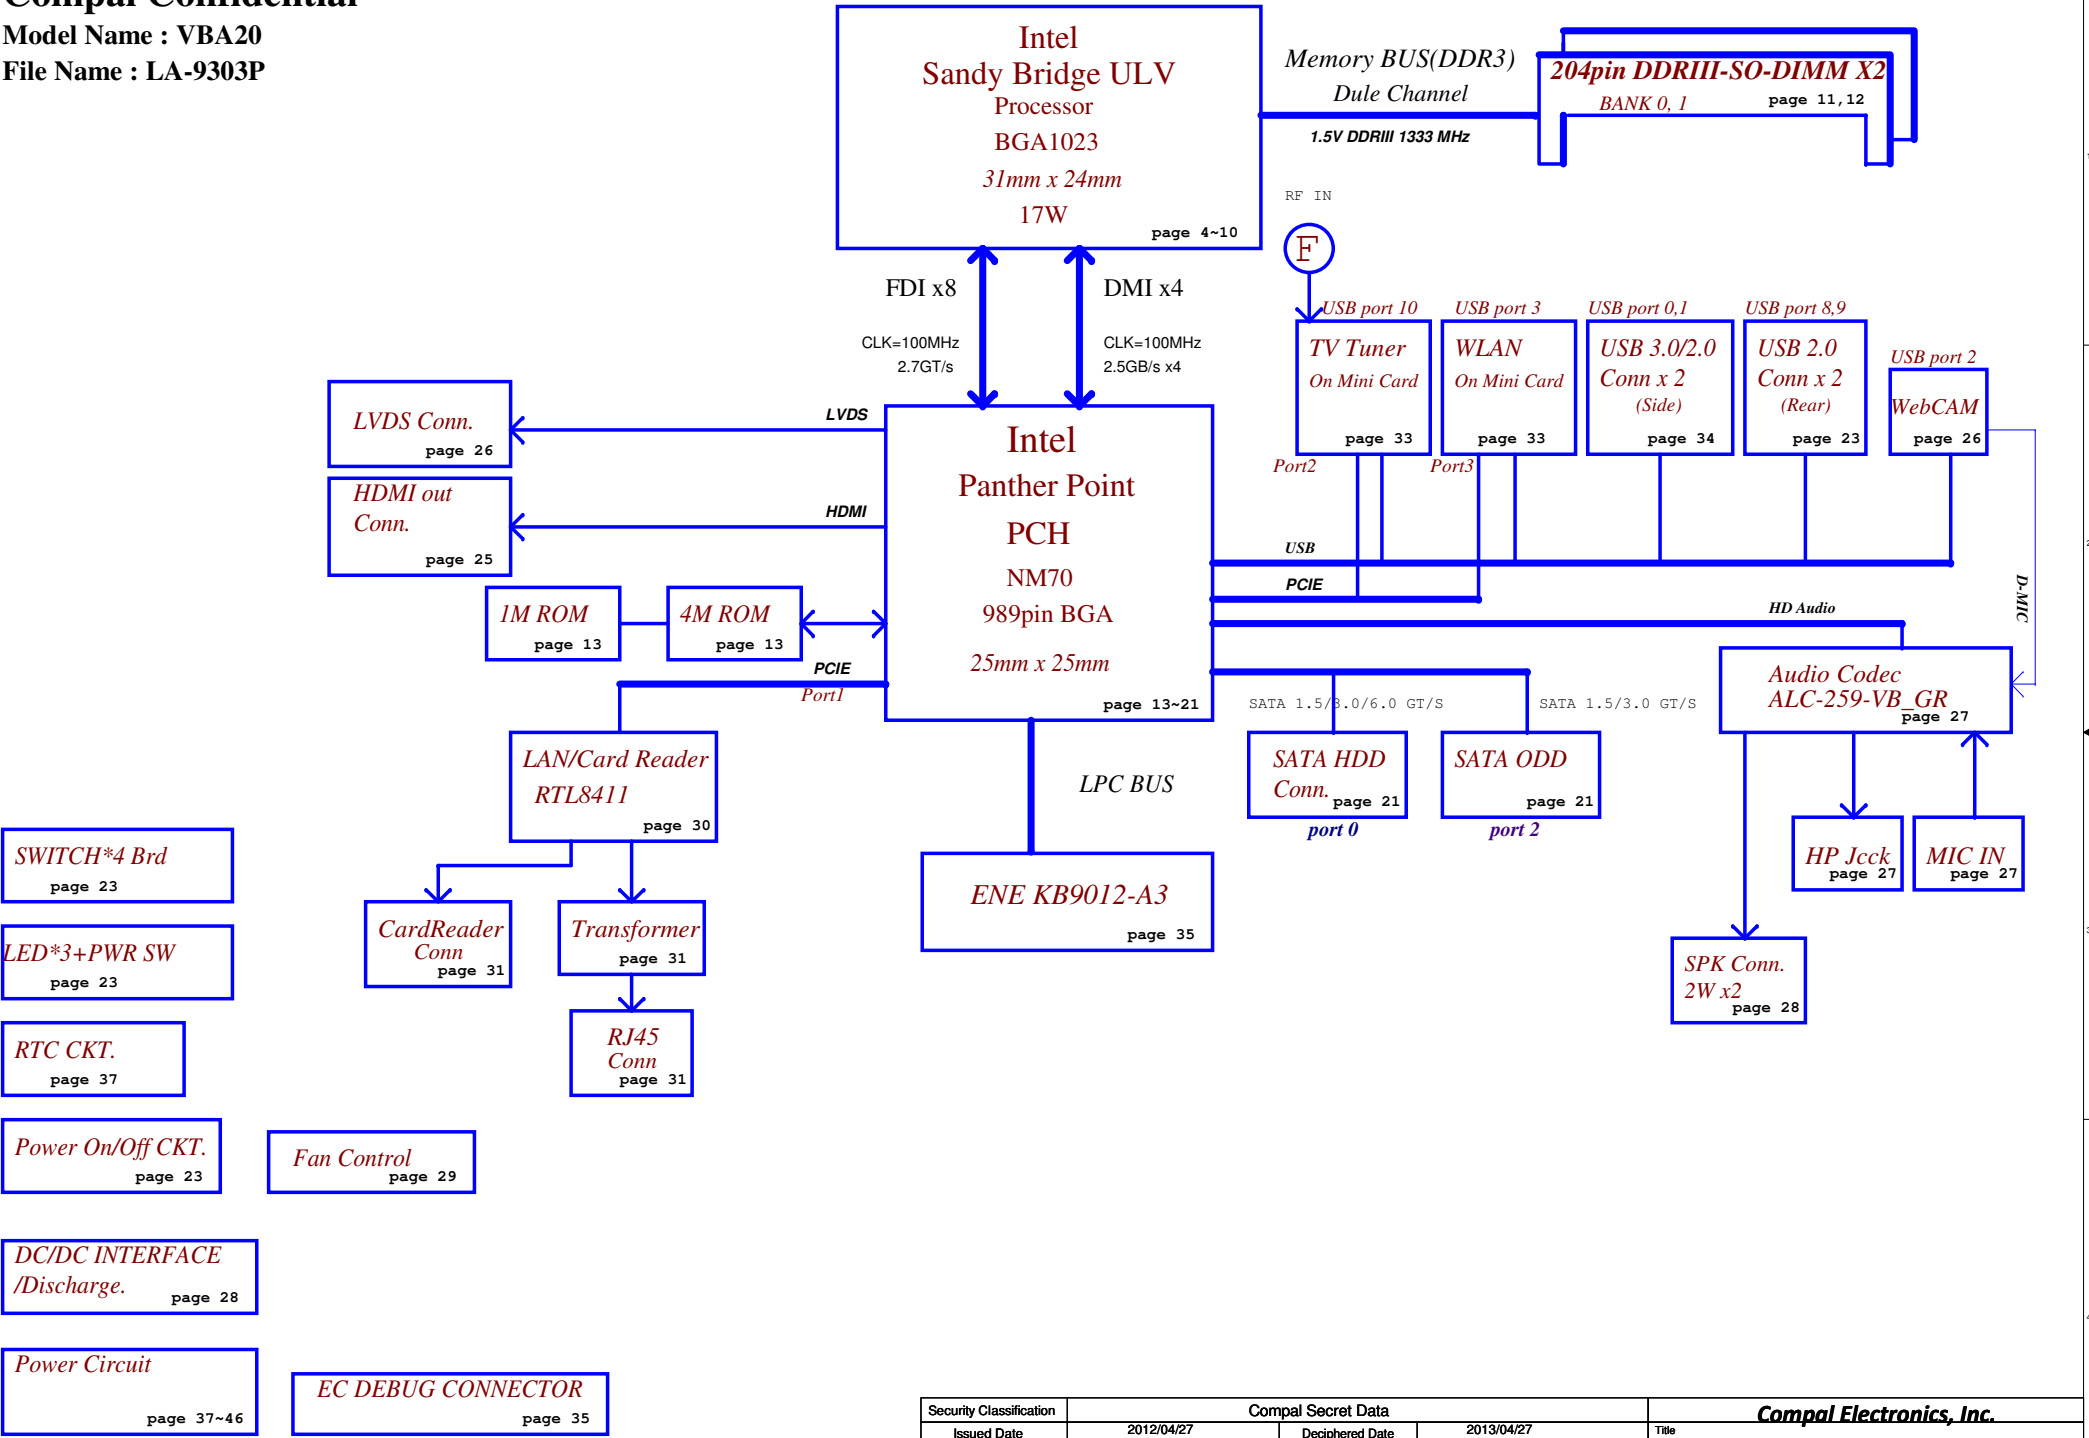 Compal Confidential
Model Name : VBA20
File Name : LA-9303P
Intel
Sandy Bridge ULV
Processor
BGA1023
31mm x 24mm
17W
page 4~10
Memory BUS(DDR3)
Dule Channel
1.5V DDRIII 1333 MHz
204pin DDRIII-SO-DIMM X2
BANK 0, 1
page 11,12
RF IN
F
FDI x8
DMI x4
CLK=100MHz
2.7GT/s
CLK=100MHz
2.5GB/s x4
USB port 10
TV Tuner
On Mini Card
page 33
Port2
USB port 3
WLAN
On Mini Card
page 33
Port3
USB port 0,1
USB 3.0/2.0
Conn x 2
(Side)
page 34
USB port 8,9
USB 2.0
Conn x 2
(Rear)
page 23
USB port 2
WebCAM
page 26
D-MIC
LVDS Conn.
page 26
LVDS
HDMI out
Conn.
page 25
HDMI
Intel
Panther Point
PCH
NM70
989pin BGA
25mm x 25mm
page 13~21
USB
PCIE
HD Audio
1M ROM
page 13
4M ROM
page 13
PCIE
Port1
SATA 1.5/3.0/6.0 GT/S
SATA 1.5/3.0 GT/S
Audio Codec
ALC-259-VB_GR
page 27
LAN/Card Reader
RTL8411
page 30
LPC BUS
SATA HDD
Conn.
page 21
port 0
SATA ODD
page 21
port 2
HP Jcck
page 27
MIC IN
page 27
SWITCH*4 Brd
page 23
ENE KB9012-A3
page 35
CardReader
Conn
page 31
Transformer
page 31
LED*3+PWR SW
page 23
SPK Conn.
2W x2
page 28
RTC CKT.
page 37
RJ45
Conn
page 31
Power On/Off CKT.
page 23
Fan Control
page 29
DC/DC INTERFACE
/Discharge.
page 28
Power Circuit
page 37~46
EC DEBUG CONNECTOR
page 35
Security Classification
Compal Secret Data
Compal Electronics, Inc.
Issued Date
2012/04/27
Deciphered Date
2013/04/27
Title